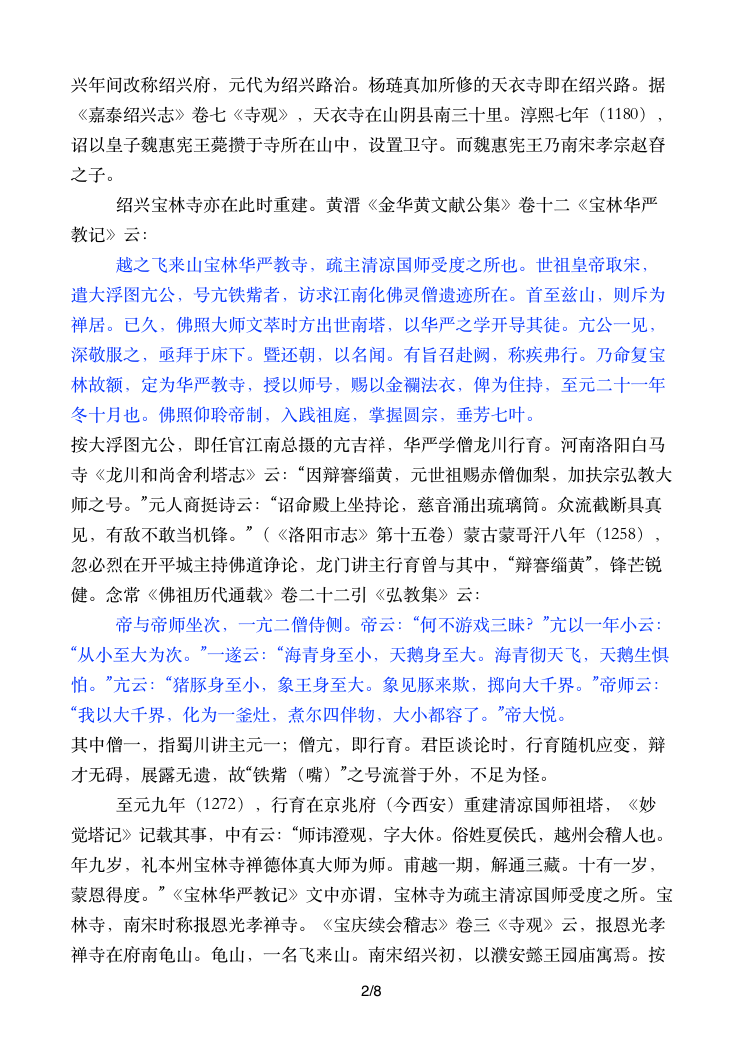 兴年间改称绍兴府，元代为绍兴路治。杨琏真加所修的天衣寺即在绍兴路。据
《嘉泰绍兴志》卷七《寺观》，天衣寺在山阴县南三十里。淳熙七年（1180），
诏以皇子魏惠宪王薨攒于寺所在山中，设置卫守。而魏惠宪王乃南宋孝宗赵昚
之子。
绍兴宝林寺亦在此时重建。黄溍《金华黄文献公集》卷十二《宝林华严
教记》云：
越之飞来山宝林华严教寺，疏主清凉国师受度之所也。世祖皇帝取宋，
遣大浮图亢公，号亢铁觜者，访求江南化佛灵僧遗迹所在。首至兹山，则斥为
禅居。已久，佛照大师文萃时方出世南塔，以华严之学开导其徒。亢公一见，
深敬服之，亟拜于床下。暨还朝，以名闻。有旨召赴阙，称疾弗行。乃命复宝
林故额，定为华严教寺，授以师号，赐以金襕法衣，俾为住持，至元二十一年
冬十月也。佛照仰聆帝制，入践祖庭，掌握圆宗，垂芳七叶。
按大浮图亢公，即任官江南总摄的亢吉祥，华严学僧龙川行育。河南洛阳白马
寺《龙川和尚舍利塔志》云：“因辩謇缁黄，元世祖赐赤僧伽梨，加扶宗弘教大
师之号。”元人商挺诗云：“诏命殿上坐持论，慈音涌出琉璃筒。众流截断具真
见，有敌不敢当机锋。”（《洛阳市志》第十五卷）蒙古蒙哥汗八年（1258），
忽必烈在开平城主持佛道诤论，龙门讲主行育曾与其中，“辩謇缁黄”，锋芒锐
健。念常《佛祖历代通载》卷二十二引《弘教集》云：
帝与帝师坐次，一亢二僧侍侧。帝云：“何不游戏三昧？”亢以一年小云：
“从小至大为次。”一遂云：“海青身至小，天鹅身至大。海青彻天飞，天鹅生惧
怕。”亢云：“猪豚身至小，象王身至大。象见豚来欺，掷向大千界。”帝师云：
“我以大千界，化为一釜灶，煮尔四伴物，大小都容了。”帝大悦。
其中僧一，指蜀川讲主元一；僧亢，即行育。君臣谈论时，行育随机应变，辩
才无碍，展露无遗，故“铁觜（嘴）”之号流誉于外，不足为怪。
至元九年（1272），行育在京兆府（今西安）重建清凉国师祖塔，《妙
觉塔记》记载其事，中有云：“师讳澄观，字大休。俗姓夏侯氏，越州会稽人也。
年九岁，礼本州宝林寺禅德体真大师为师。甫越一期，解通三藏。十有一岁，
蒙恩得度。”《宝林华严教记》文中亦谓，宝林寺为疏主清凉国师受度之所。宝
林寺，南宋时称报恩光孝禅寺。《宝庆续会稽志》卷三《寺观》云，报恩光孝
禅寺在府南龟山。龟山，一名飞来山。南宋绍兴初，以濮安懿王园庙寓焉。按
2/8